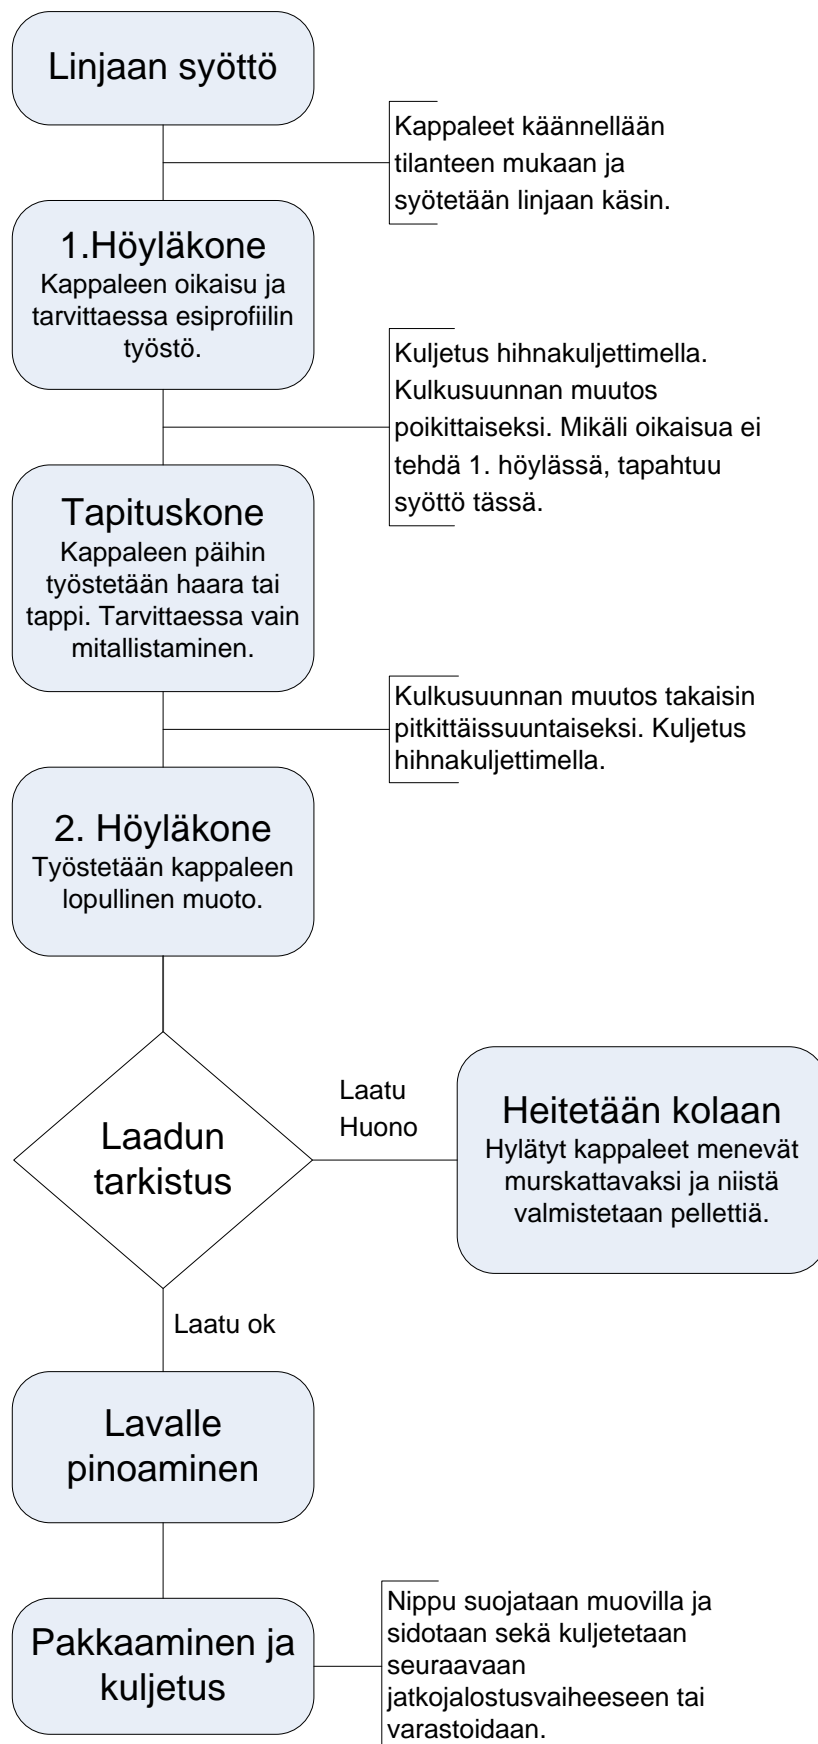 Linjaan syöttö
Kappaleet käännellään
tilanteen mukaan ja
syötetään linjaan käsin.
1.Höyläkone
Kappaleen oikaisu ja
tarvittaessa esiprofiilin
työstö.
Kuljetus hihnakuljettimella.
Kulkusuunnan muutos
poikittaiseksi. Mikäli oikaisua ei
tehdä 1. höylässä, tapahtuu
syöttö tässä.
Tapituskone
Kappaleen päihin
työstetään haara tai
tappi. Tarvittaessa vain
mitallistaminen.
Kulkusuunnan muutos takaisin
pitkittäissuuntaiseksi. Kuljetus
hihnakuljettimella.
2. Höyläkone
Työstetään kappaleen
lopullinen muoto.
Laadun
tarkistus
Laatu
Huono
Heitetään kolaan
Hylätyt kappaleet menevät
murskattavaksi ja niistä
valmistetaan pellettiä.
Laatu ok
Lavalle
pinoaminen
Pakkaaminen ja
kuljetus
Nippu suojataan muovilla ja
sidotaan sekä kuljetetaan
seuraavaan
jatkojalostusvaiheeseen tai
varastoidaan.